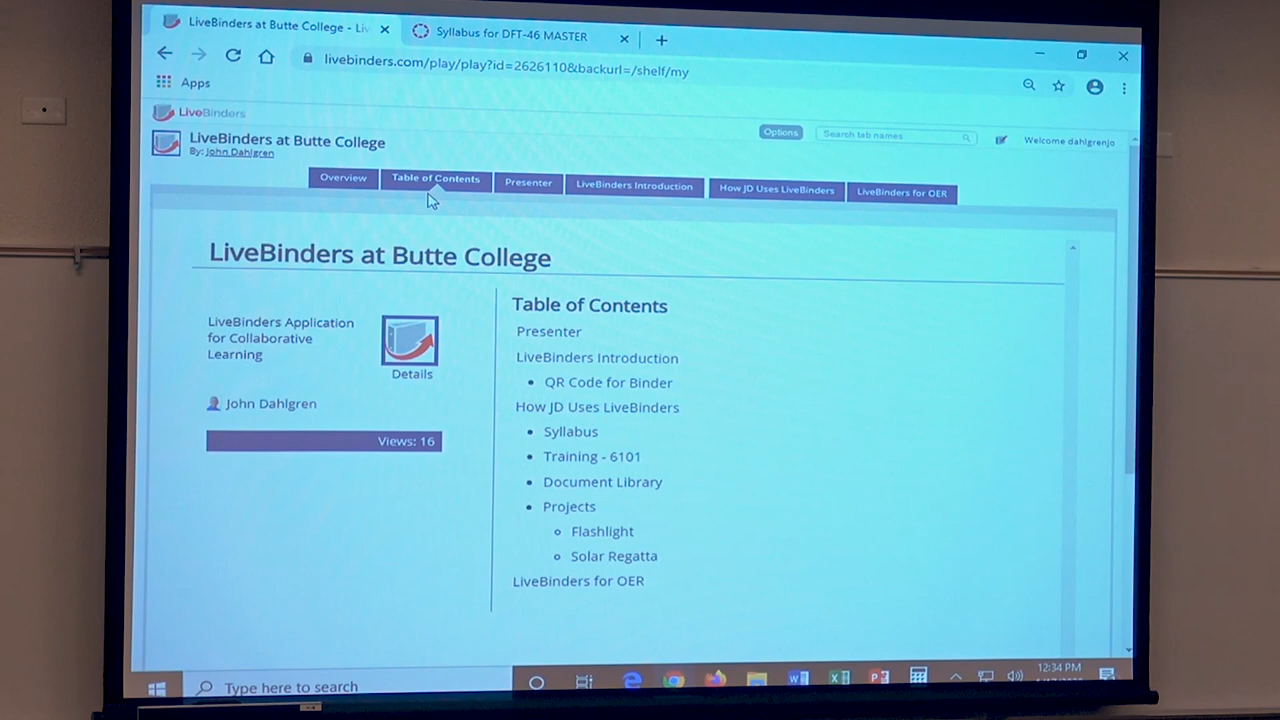 LiveBinders at Butte College - Liv
Syllabus for DFT-46 MASTER
livebinders.com/play/play?id=2626110&backurl=/shelf/my
Apps
LiveBinders
LiveBinders at Butte College
By: John Dahlgren
Options
Search tab names
Welcome dahlgrenjo
Overview
Table of Contents
Presenter
LiveBinders Introduction
How JD Uses LiveBinders
LiveBinders for OER
LiveBinders at Butte College
LiveBinders Application
for Collaborative
Learning
Details
John Dahlgren
Views: 16
Table of Contents
Presenter
LiveBinders Introduction
• QR Code for Binder
How JD Uses LiveBinders
• Syllabus
• Training - 6101
• Document Library
• Projects
Flashlight
Solar Regatta
LiveBinders for OER
Type here to search
12:34 PM